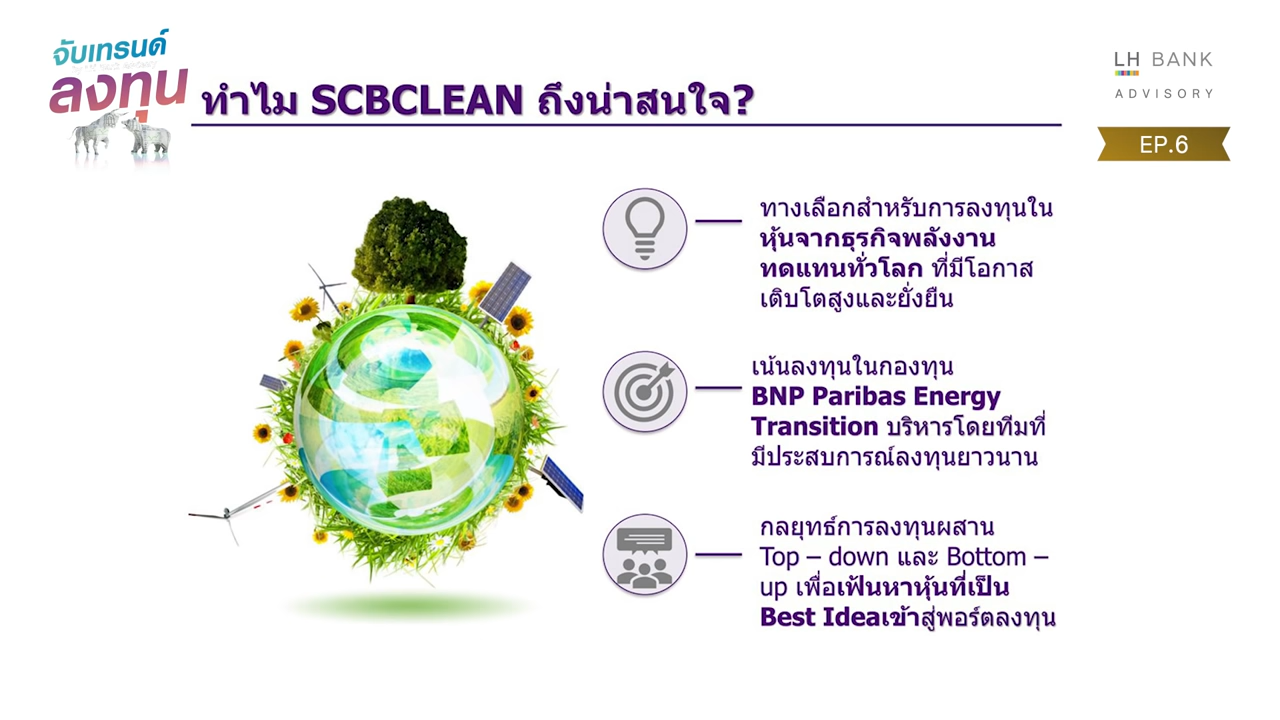 จับเทรนด์
ลงทุน
ทำไม SCBCLEAN ถึงน่าสนใจ?
LH BANK
ADVISORY
EP.6
ทางเลือกสำหรับการลงทุนใน
หุ้นจากธุรกิจพลังงาน
ทดแทนทั่วโลก ที่มีโอกาส
เติบโตสูงและยั่งยืน
เน้นลงทุนในกองทุน
BNP Paribas Energy
Transition บริหารโดยทีมที่
มีประสบการณ์ลงทุนยาวนาน
กลยุทธ์การลงทุนผสาน
Top – down และ Bottom –
up เพื่อเฟ้นหาหุ้นที่เป็น
Best Ideaเข้าสู่พอร์ตลงทุน